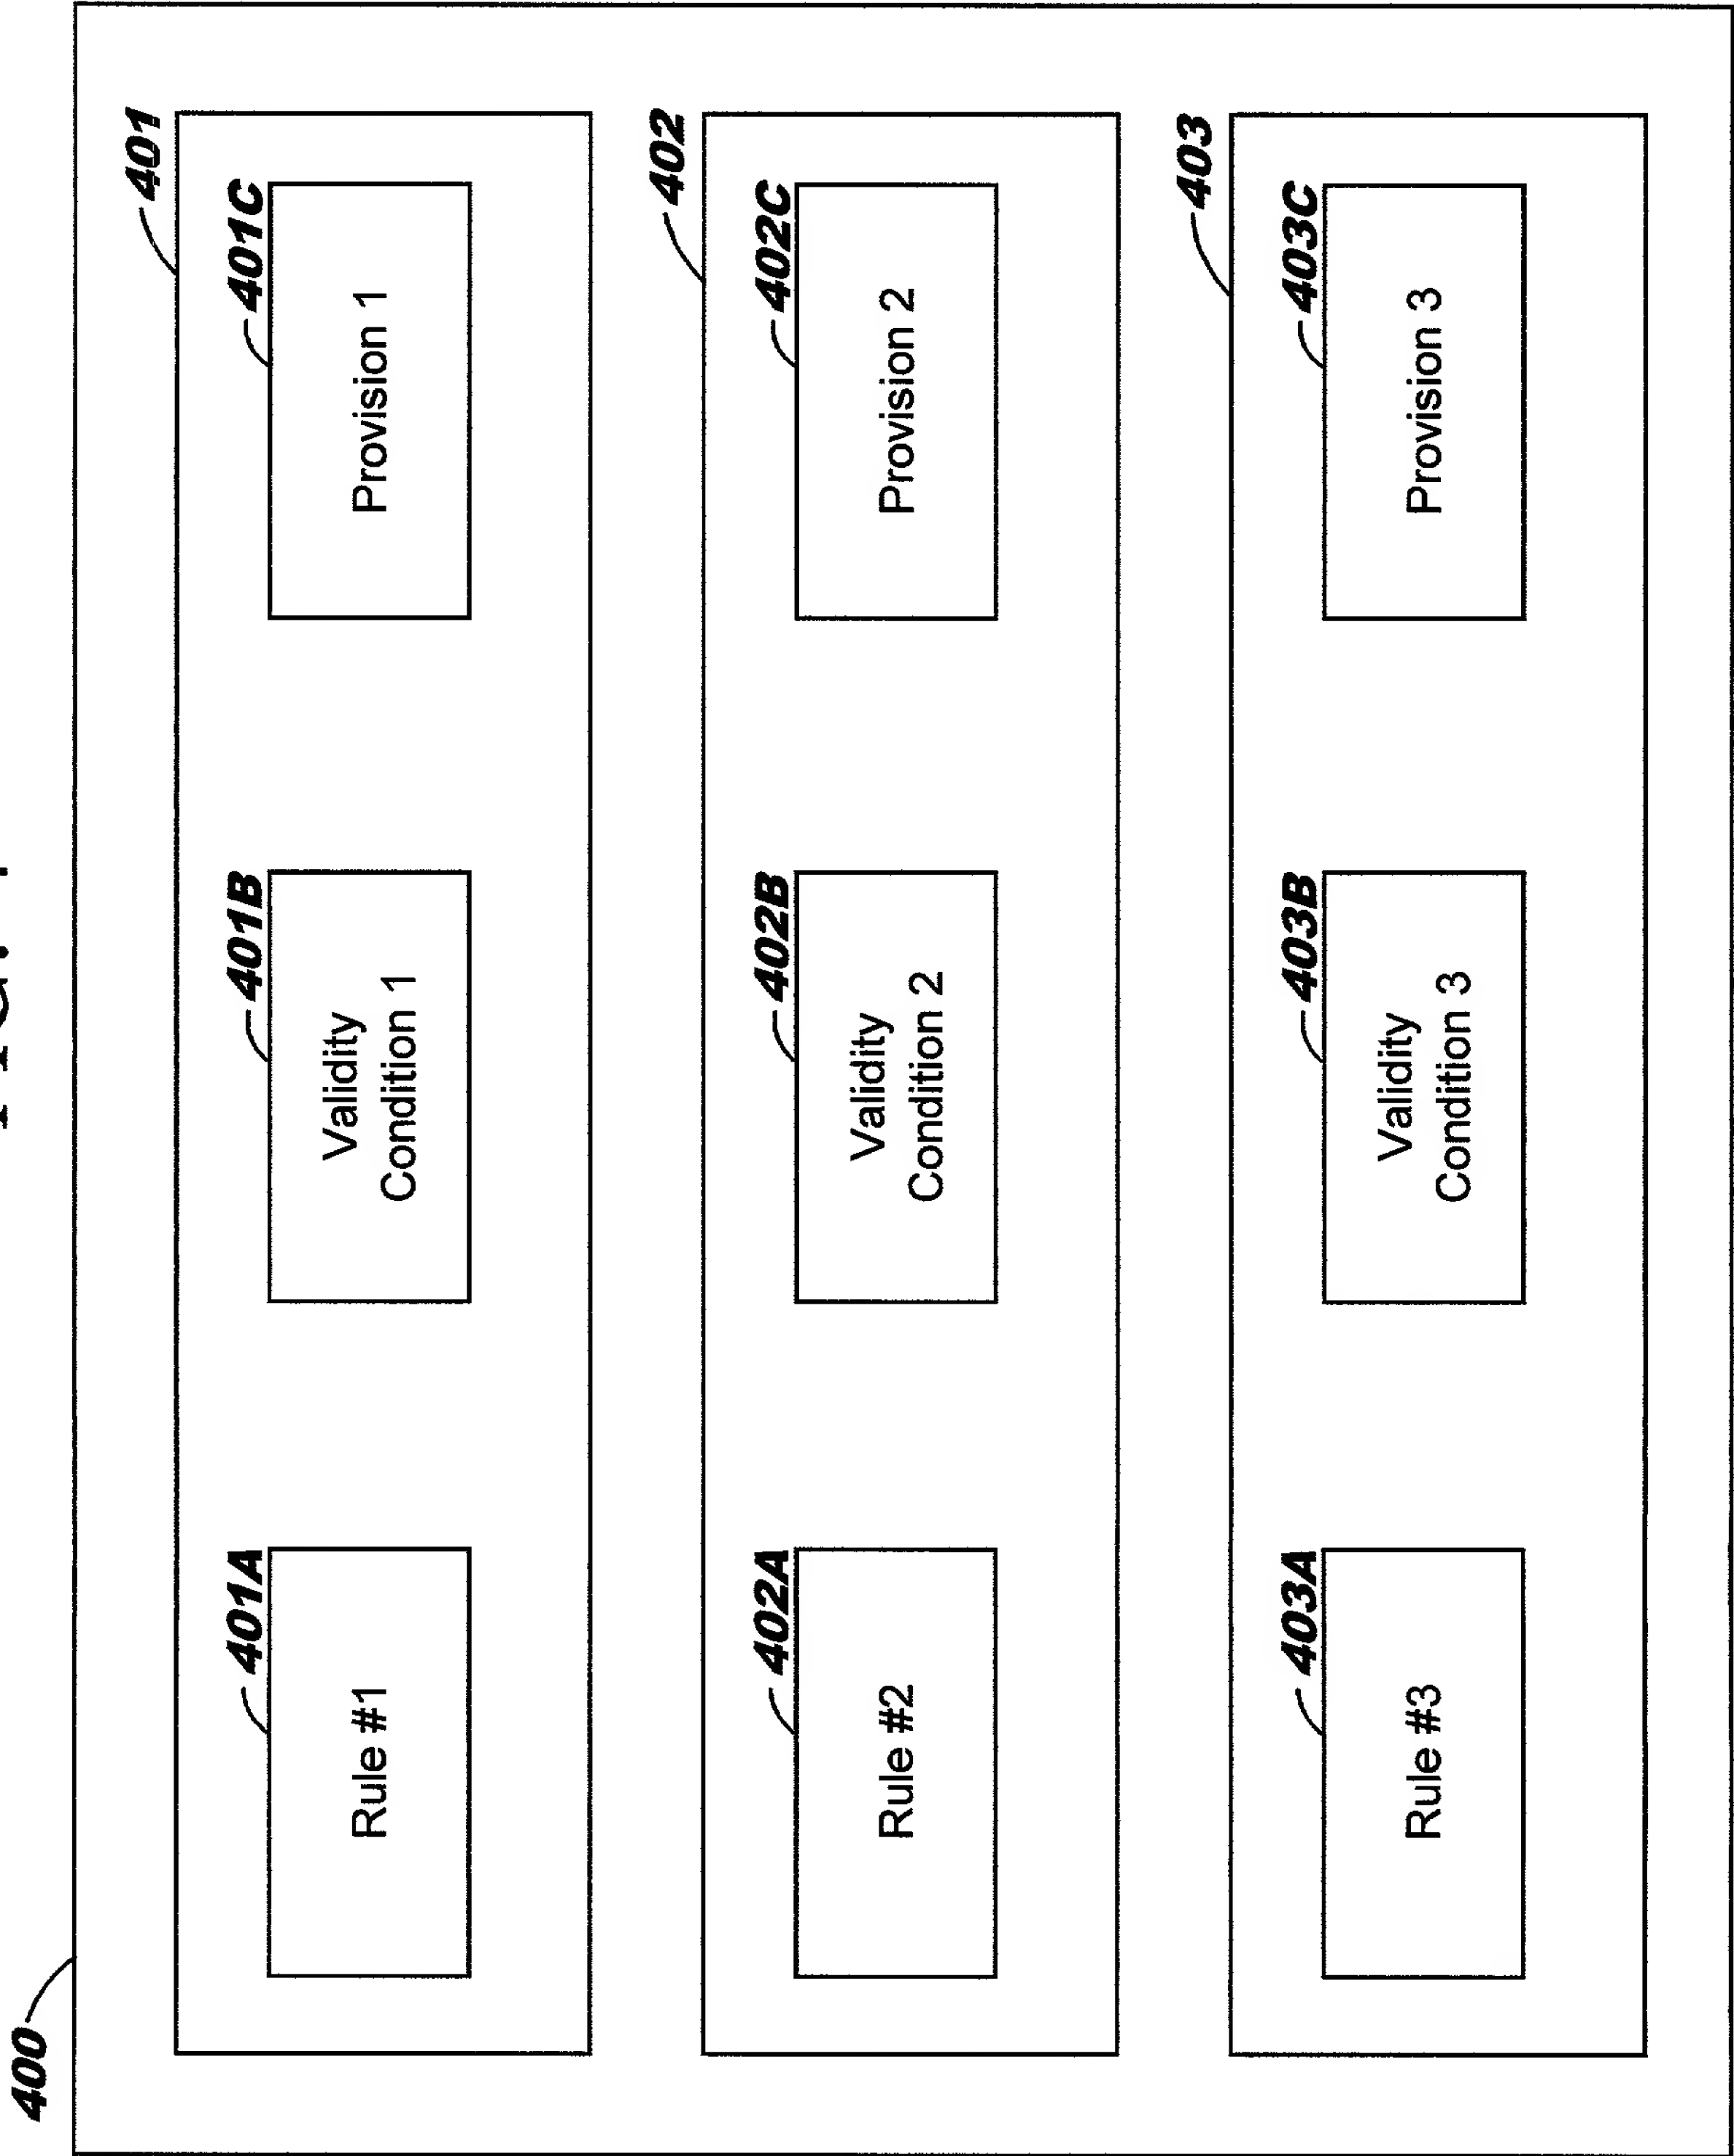 400
401
401A
401B
401C
Rule #1
Validity
Condition 1
Provision 1
402
402A
402B
402C
Rule #2
Validity
Condition 2
Provision 2
403
403A
403B
403C
Rule #3
Validity
Condition 3
Provision 3